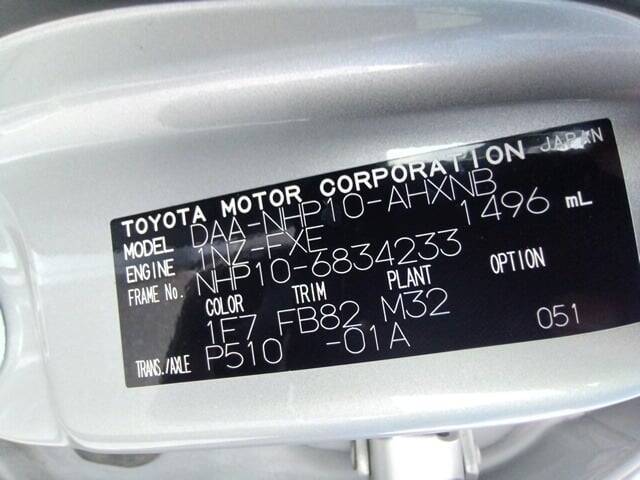 TOYOTA MOTOR CORPORATION JAPAN
MODEL DAA-NHP10-AHXNB
ENGINE 1NZ-FXE 1496 mL
FRAME No. NHP10-6834233
COLOR TRIM PLANT OPTION
1F7 FB82 M32
TRANS./AXLE P510 -01A 051